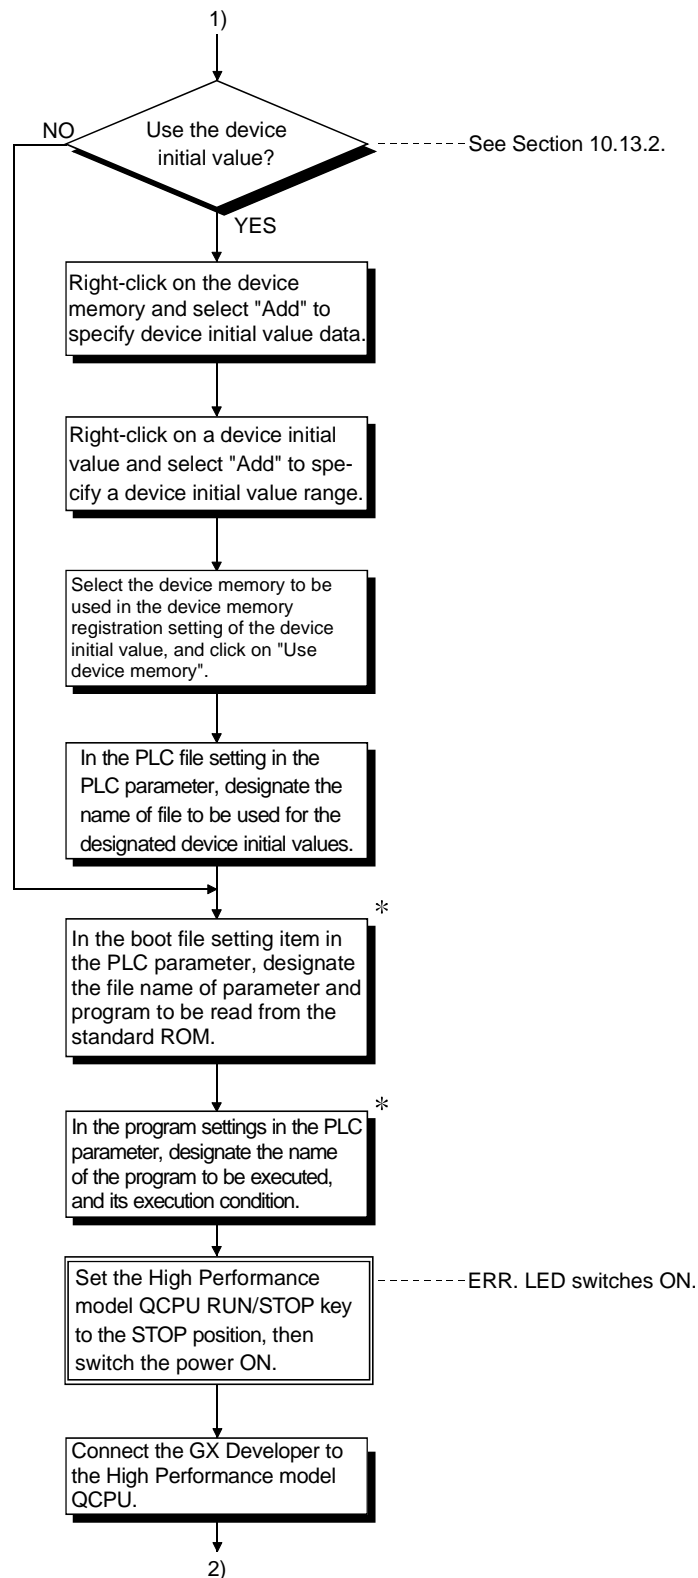 1)
Use the device
initial value?
NO
See Section 10.13.2.
YES
Right-click on the device
memory and select "Add" to
specify device initial value data.
Right-click on a device initial
value and select "Add" to spe-
cify a device initial value range.
Select the device memory to be
used in the device memory
registration setting of the device
initial value, and click on "Use
device memory".
In the PLC file setting in the
PLC parameter, designate the
name of file to be used for the
designated device initial values.
*
In the boot file setting item in
the PLC parameter, designate
the file name of parameter and
program to be read from the
standard ROM.
*
In the program settings in the PLC
parameter, designate the name
of the program to be executed,
and its execution condition.
Set the High Performance
model QCPU RUN/STOP key
to the STOP position, then
switch the power ON.
ERR. LED switches ON.
Connect the GX Developer to
the High Performance model
QCPU.
2)